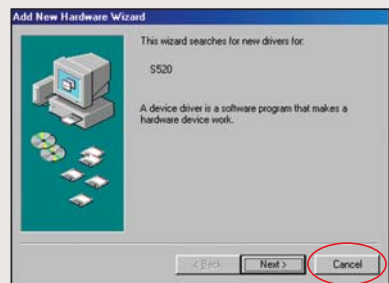 Add New Hardware Wizard
This wizard searches for new drivers for:
S520
A device driver is a software program that makes a
hardware device work.
< Back
Next >
Cancel